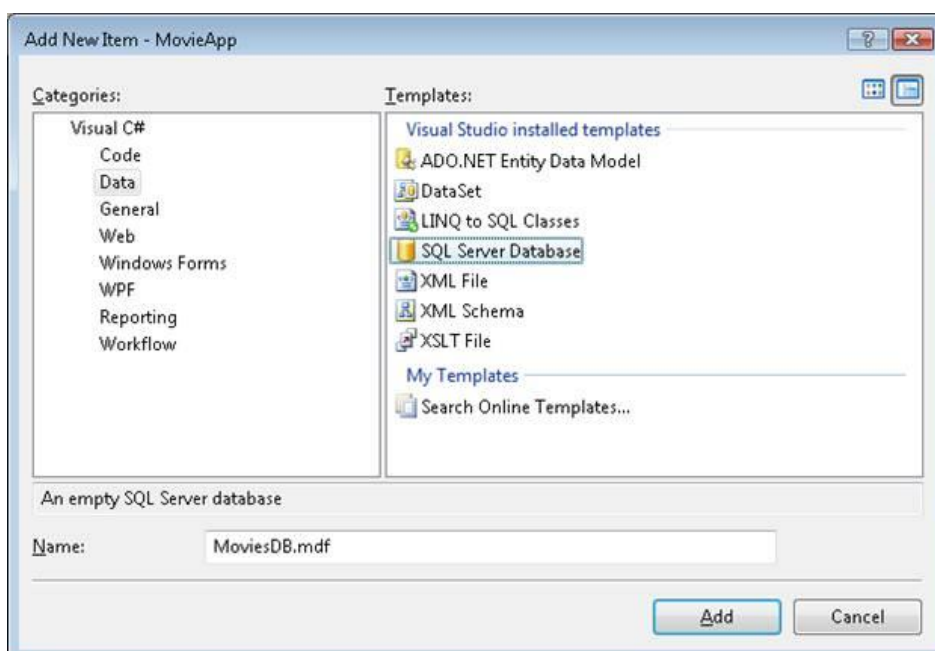 Add New Item - MovieApp
Categories:
Templates:
Visual C#
Code
Data
General
Web
Windows Forms
WPF
Reporting
Workflow
Visual Studio installed templates
ADO.NET Entity Data Model
DataSet
LINQ to SQL Classes
SQL Server Database
XML File
XML Schema
XSLT File
My Templates
Search Online Templates...
An empty SQL Server database
Name:
MoviesDB.mdf
Add
Cancel